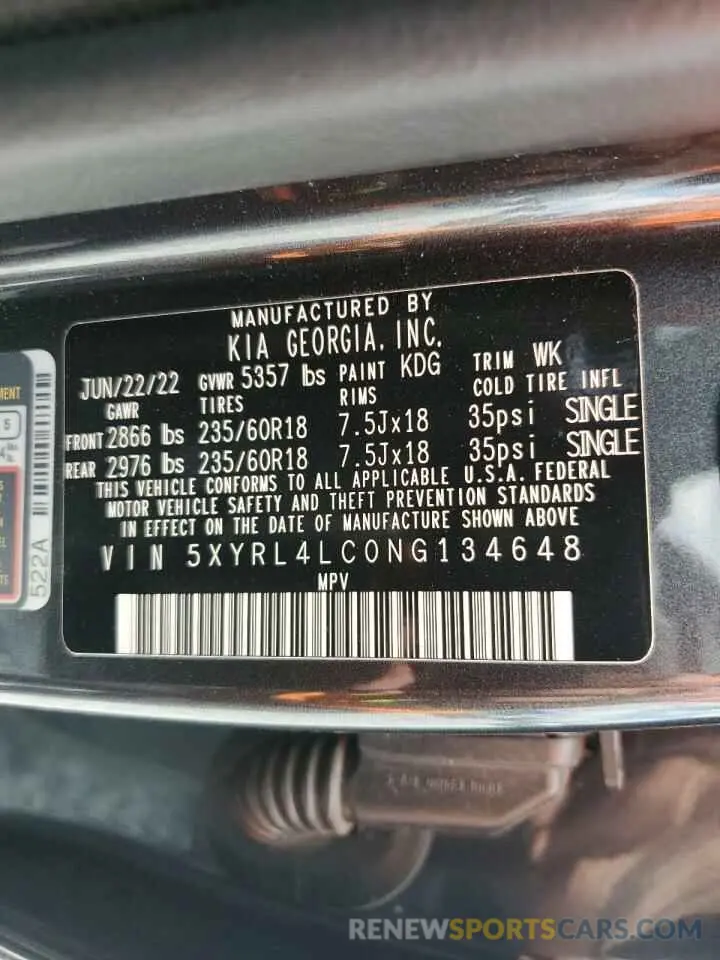 MANUFACTURED BY
KIA GEORGIA, INC.
JUN/22/22 GVWR 5357 lbs PAINT KDG TRIM WK
GAWR TIRES RIMS COLD TIRE INFL
FRONT 2866 lbs 235/60R18 7.5Jx18 35psi SINGLE
REAR 2976 lbs 235/60R18 7.5Jx18 35psi SINGLE
THIS VEHICLE CONFORMS TO ALL APPLICABLE U.S.A. FEDERAL
MOTOR VEHICLE SAFETY AND THEFT PREVENTION STANDARDS
IN EFFECT ON THE DATE OF MANUFACTURE SHOWN ABOVE
VIN 5XYRL4LC0NG134648
MPV
5
522A
RENEWSPORTSCARS.COM